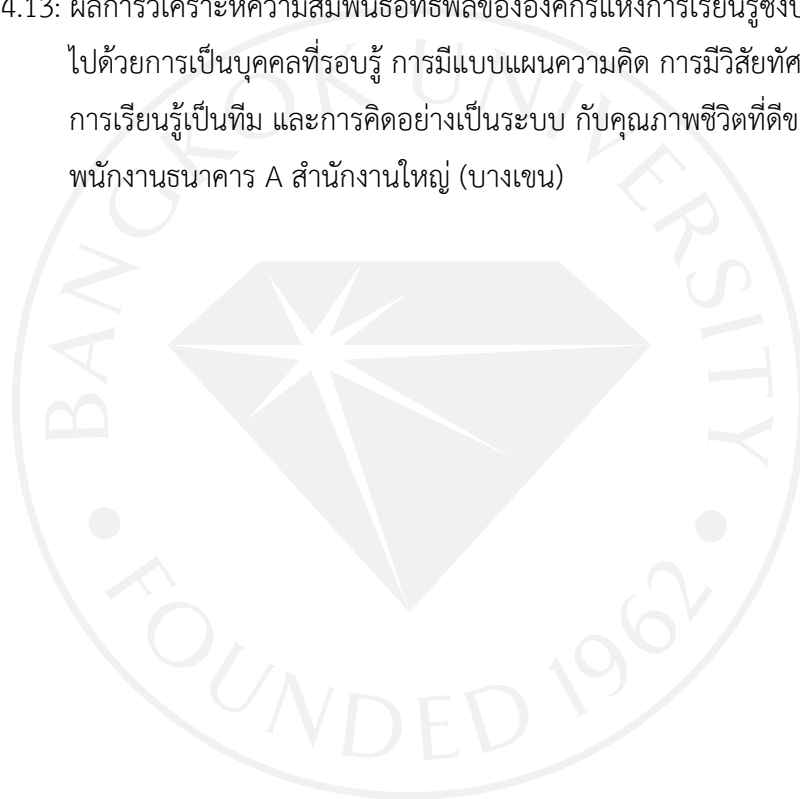 4.13: ผลการวิเคราะห์ความสัมพันธ์อิทธิพลขององค์กรแห่งการเรียนรู้ซึ่งป
ไปด้วยการเป็นบุคคลที่รอบรู้ การมีแบบแผนความคิด การมีวิสัยทัศ
การเรียนรู้เป็นทีม และการคิดอย่างเป็นระบบ กับคุณภาพชีวิตที่ดีข
พนักงานธนาคาร A สำนักงานใหญ่ (บางเขน)
BANGKOK UNIVERSITY
FOUNDED 1962